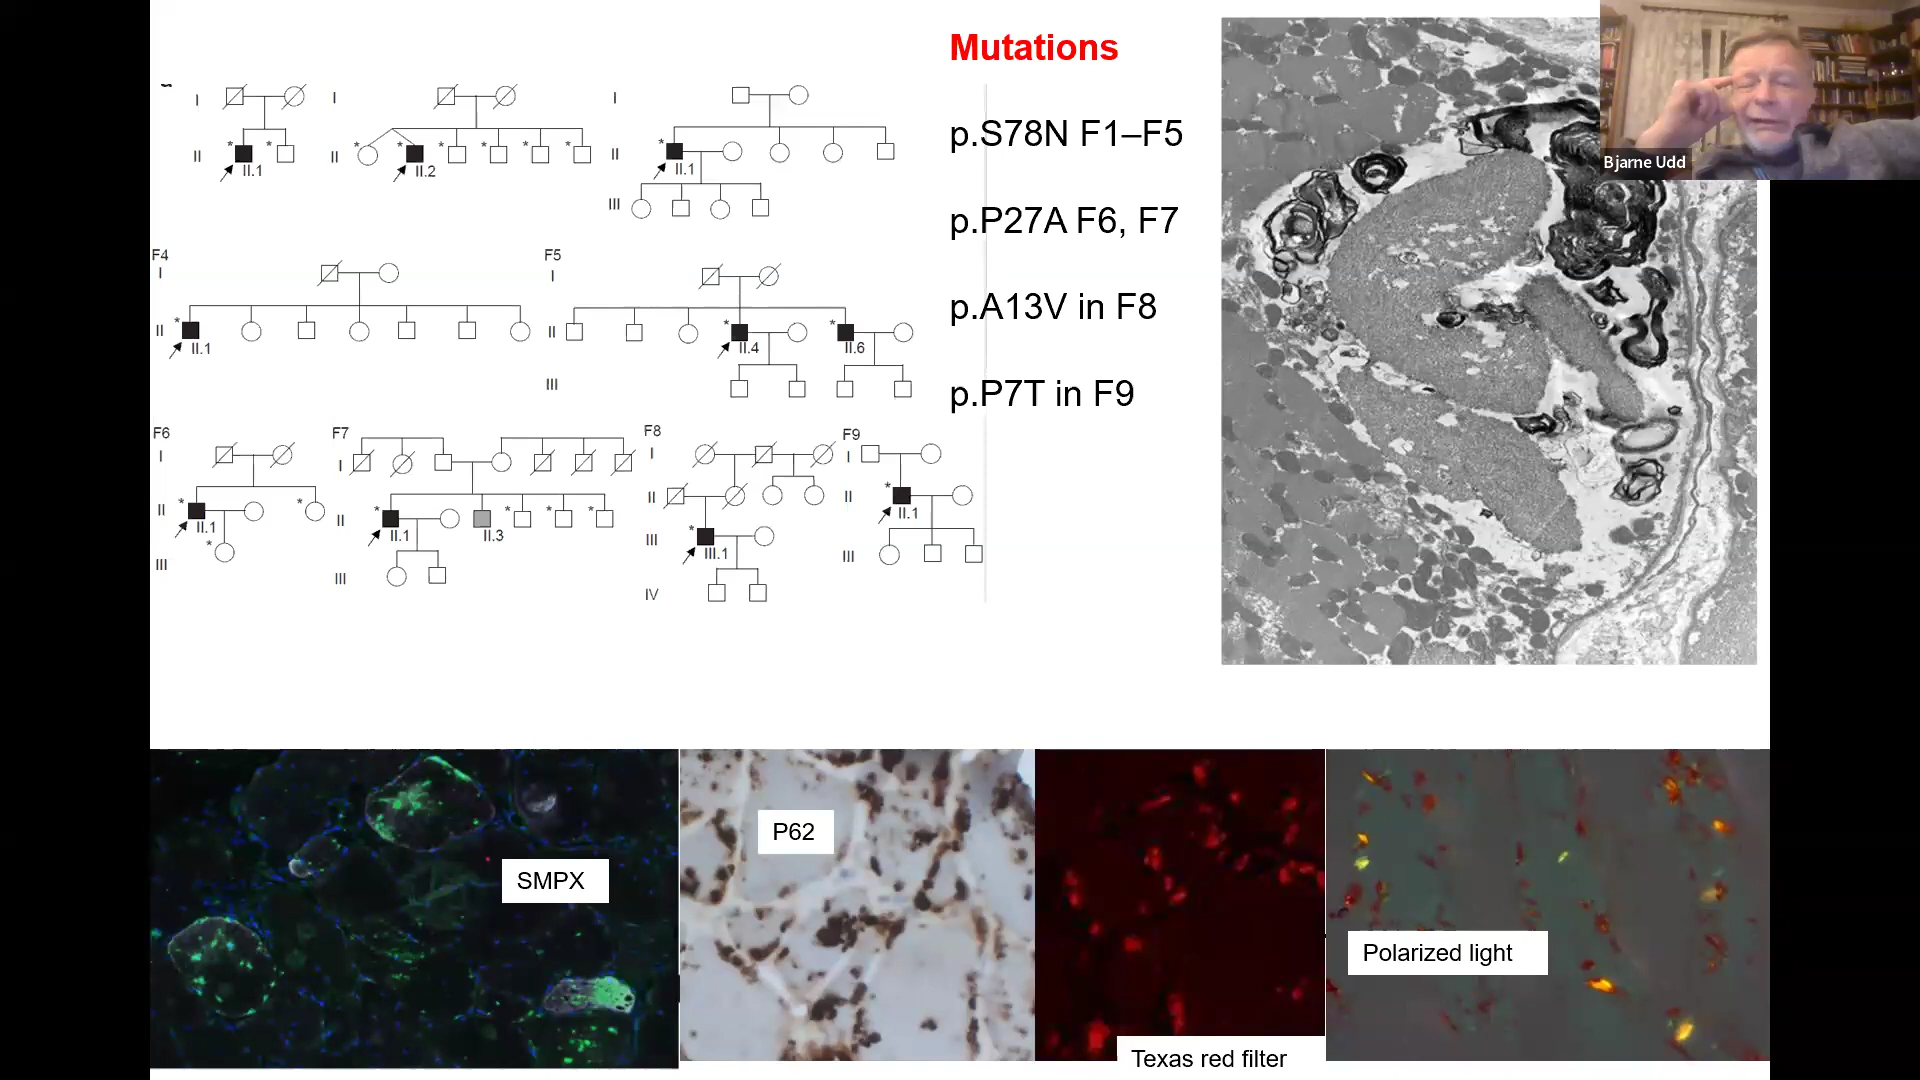 Mutations
p.S78N F1–F5
p.P27A F6, F7
p.A13V in F8
p.P7T in F9
Bjarne Udd
I
II
* *
II.1
I
II
* * * * * *
II.2
I
II
*
II.1
III
F4
I
II
*
II.1
F5
I
II
* *
II.4
II.6
III
F6
I
II
* *
II.1
*
III
F7
I
II
* * * *
II.1
II.3
III
F8
I
II
III
*
III.1
IV
F9
I
II
*
II.1
III
SMPX
P62
Texas red filter
Polarized light